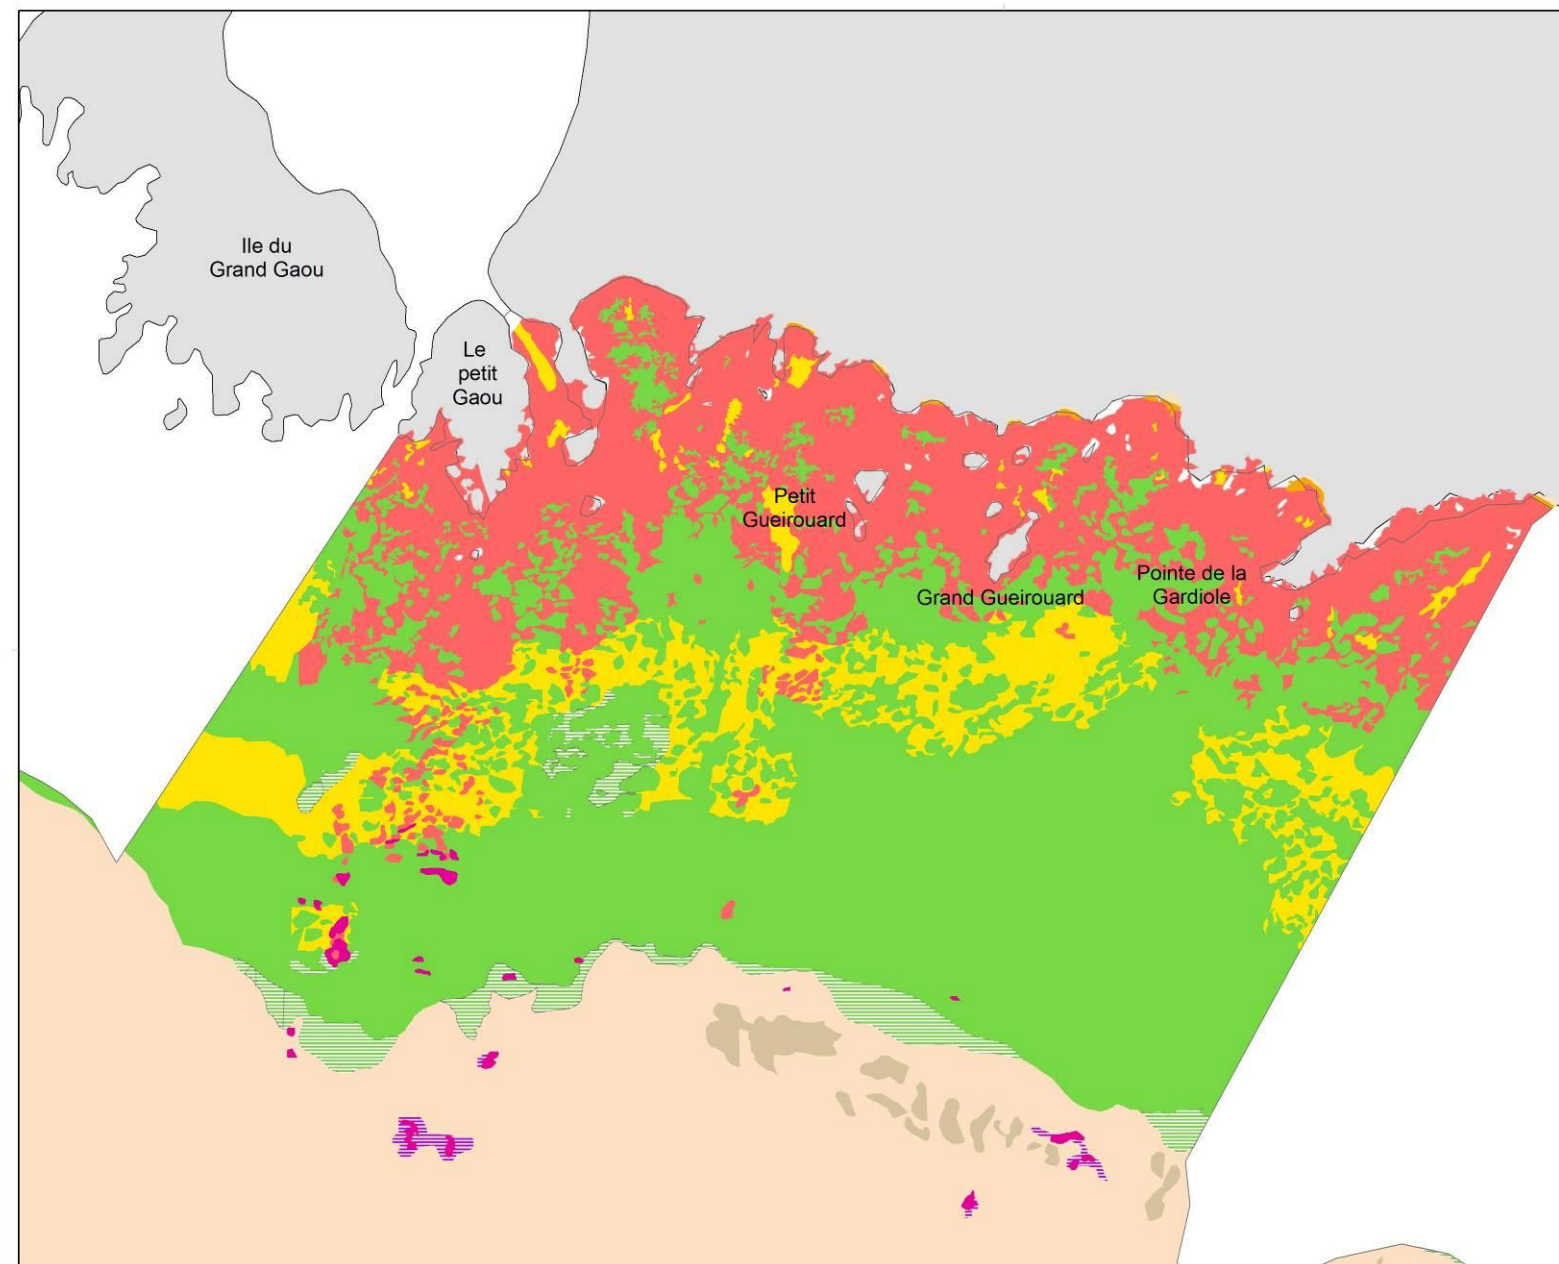 Ile du
Grand Gaou
Le
petit
Gaou
Petit
Gueirouard
Grand Gueirouard
Pointe de la
Gardiole